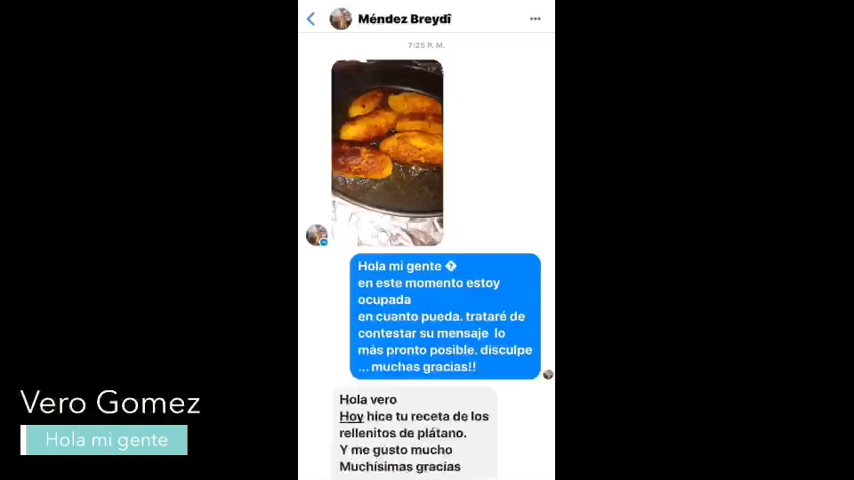 Méndez Breydî
7:25 P. M.
Hola mi gente �
en este momento estoy
ocupada
en cuanto pueda. trataré de
contestar su mensaje lo
más pronto posible. disculpe
... muchas gracias!!
Hola vero
Hoy hice tu receta de los
rellenitos de plátano.
Y me gusto mucho
Muchísimas gracias
Vero Gomez
Hola mi gente